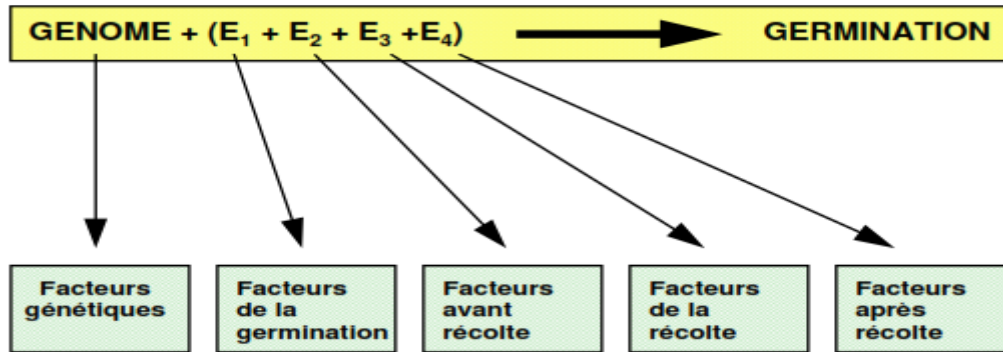 GENOME + (E₁ + E₂ + E₃ +E₄) GERMINATION
Facteurs
génétiques
Facteurs
de la
germination
Facteurs
avant
récolte
Facteurs
de la
récolte
Facteurs
après
récolte